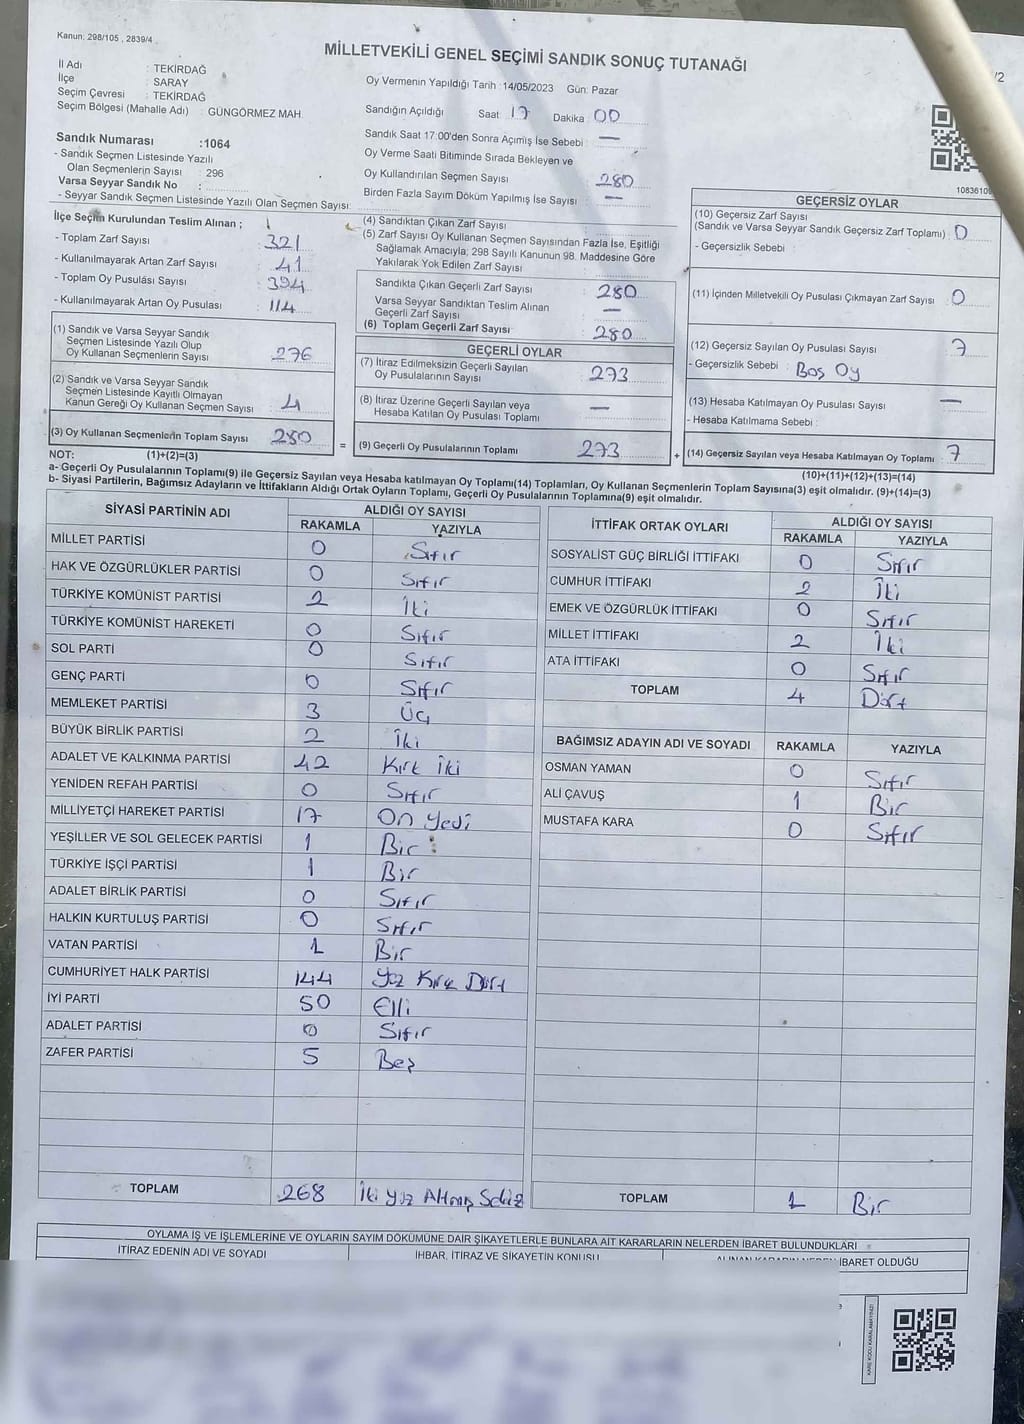 Kanun: 298/105 , 2839/4
MİLLETVEKİLİ GENEL SEÇİMİ SANDIK SONUÇ TUTANAĞI
/2
İl Adı : TEKİRDAĞ
İlçe : SARAY
Seçim Çevresi : TEKİRDAĞ
Seçim Bölgesi (Mahalle Adı) : GÜNGÖRMEZ MAH.
Sandık Numarası :1064
- Sandık Seçmen Listesinde Yazılı
Olan Seçmenlerin Sayısı : 296
Varsa Seyyar Sandık No :
- Seyyar Sandık Seçmen Listesinde Yazılı Olan Seçmen Sayısı:
Oy Vermenin Yapıldığı Tarih : 14/05/2023 Gün: Pazar
Sandığın Açıldığı Saat 17 Dakika 00
Sandık Saat 17:00'den Sonra Açımış İse Sebebi : —
Oy Verme Saati Bitiminde Sırada Bekleyen ve
Oy Kullandırılan Seçmen Sayısı : 280
Birden Fazla Sayım Döküm Yapılmış İse Sayısı : —
İlçe Seçim Kurulundan Teslim Alınan ;
- Toplam Zarf Sayısı : 321
- Kullanılmayarak Artan Zarf Sayısı : 41
- Toplam Oy Pusulası Sayısı : 394
- Kullanılmayarak Artan Oy Pusulası : 114
(1) Sandık ve Varsa Seyyar Sandık
Seçmen Listesinde Yazılı Olup
Oy Kullanan Seçmenlerin Sayısı : 276
(2) Sandık ve Varsa Seyyar Sandık
Seçmen Listesinde Kayıtlı Olmayan
Kanun Gereği Oy Kullanan Seçmen Sayısı : 4
(3) Oy Kullanan Seçmenlerin Toplam Sayısı : 280
(4) Sandıktan Çıkan Zarf Sayısı
(5) Zarf Sayısı Oy Kullanan Seçmen Sayısından Fazla İse, Eşitliği
Sağlamak Amacıyla; 298 Sayılı Kanunun 98. Maddesine Göre
Yakılarak Yok Edilen Zarf Sayısı
Sandıkta Çıkan Geçerli Zarf Sayısı : 280
Varsa Seyyar Sandıktan Teslim Alınan
Geçerli Zarf Sayısı : —
(6) Toplam Geçerli Zarf Sayısı : 280
GEÇERLİ OYLAR
(7) İtiraz Edilmeksizin Geçerli Sayılan
Oy Pusulalarının Sayısı : 273
(8) İtiraz Üzerine Geçerli Sayılan veya
Hesaba Katılan Oy Pusulası Toplamı : —
= (9) Geçerli Oy Pusulalarının Toplamı : 273
1083610
GEÇERSİZ OYLAR
(10) Geçersiz Zarf Sayısı
(Sandık ve Varsa Seyyar Sandık Geçersiz Zarf Toplamı) : 0
- Geçersizlik Sebebi :
(11) İçinden Milletvekili Oy Pusulası Çıkmayan Zarf Sayısı : 0
(12) Geçersiz Sayılan Oy Pusulası Sayısı : 7
- Geçersizlik Sebebi : Boş Oy
(13) Hesaba Katılmayan Oy Pusulası Sayısı : —
- Hesaba Katılmama Sebebi :
+ (14) Geçersiz Sayılan veya Hesaba Katılmayan Oy Toplamı : 7
NOT: (1)+(2)=(3)
(10)+(11)+(12)+(13)=(14)
a- Geçerli Oy Pusulalarının Toplamı(9) ile Geçersiz Sayılan veya Hesaba katılmayan Oy Toplamı(14) Toplamları, Oy Kullanan Seçmenlerin Toplam Sayısına(3) eşit olmalıdır. (9)+(14)=(3)
b- Siyasi Partilerin, Bağımsız Adayların ve İttifakların Aldığı Ortak Oyların Toplamı, Geçerli Oy Pusulalarının Toplamına(9) eşit olmalıdır.
SİYASİ PARTİNİN ADI ALDIĞI OY SAYISI
RAKAMLA YAZIYLA
MİLLET PARTİSİ 0 Sıfır
HAK VE ÖZGÜRLÜKLER PARTİSİ 0 Sıfır
TÜRKİYE KOMÜNİST PARTİSİ 2 İki
TÜRKİYE KOMÜNİST HAREKETİ 0 Sıfır
SOL PARTİ 0 Sıfır
GENÇ PARTİ 0 Sıfır
MEMLEKET PARTİSİ 3 Üç
BÜYÜK BİRLİK PARTİSİ 2 İki
ADALET VE KALKINMA PARTİSİ 42 Kırk İki
YENİDEN REFAH PARTİSİ 0 Sıfır
MİLLİYETÇİ HAREKET PARTİSİ 17 On Yedi
YEŞİLLER VE SOL GELECEK PARTİSİ 1 Bir
TÜRKİYE İŞÇİ PARTİSİ 1 Bir
ADALET BİRLİK PARTİSİ 0 Sıfır
HALKIN KURTULUŞ PARTİSİ 0 Sıfır
VATAN PARTİSİ 1 Bir
CUMHURİYET HALK PARTİSİ 144 Yüz Kırk Dört
İYİ PARTİ 50 Elli
ADALET PARTİSİ 0 Sıfır
ZAFER PARTİSİ 5 Beş
TOPLAM 268 İki Yüz Altmış Sekiz
İTTİFAK ORTAK OYLARI ALDIĞI OY SAYISI
RAKAMLA YAZIYLA
SOSYALİST GÜÇ BİRLİĞİ İTTİFAKI 0 Sıfır
CUMHUR İTTİFAKI 2 İki
EMEK VE ÖZGÜRLÜK İTTİFAKI 0 Sıfır
MİLLET İTTİFAKI 2 İki
ATA İTTİFAKI 0 Sıfır
TOPLAM 4 Dört
BAĞIMSIZ ADAYIN ADI VE SOYADI RAKAMLA YAZIYLA
OSMAN YAMAN 0 Sıfır
ALİ ÇAVUŞ 1 Bir
MUSTAFA KARA 0 Sıfır
TOPLAM 1 Bir
OYLAMA İŞ VE İŞLEMLERİNE VE OYLARIN SAYIM DÖKÜMÜNE DAİR ŞİKAYETLERLE BUNLARA AİT KARARLARIN NELERDEN İBARET BULUNDUKLARI
İTİRAZ EDENİN ADI VE SOYADI İHBAR, İTİRAZ VE ŞİKAYETİN KONUSU ALINAN KARARIN NEDEN İBARET OLDUĞU
KARE KODU KARALAMAYINIZ!